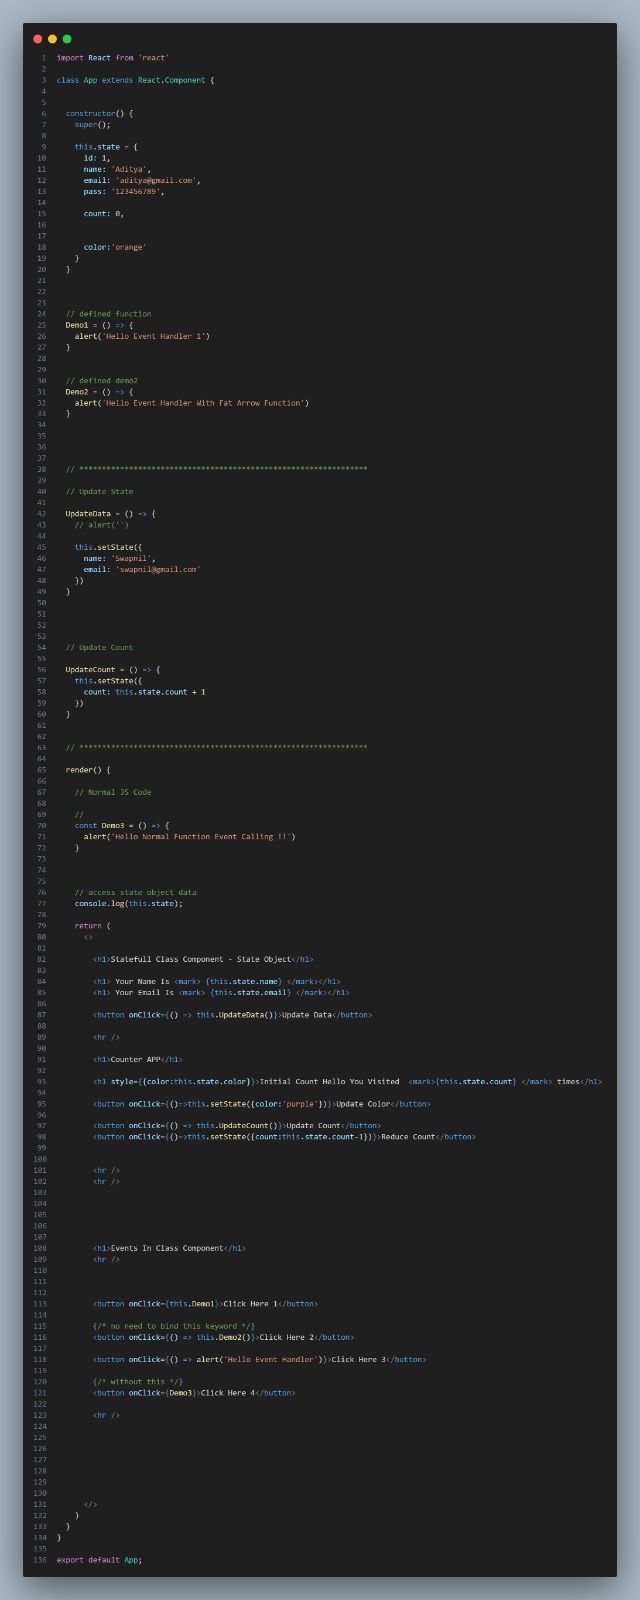 1 import React from 'react'
2
3 class App extends React.Component {
4
5
6 constructor() {
7 super();
8
9 this.state = {
10 id: 1,
11 name: 'Aditya',
12 email: 'aditya@gmail.com',
13 pass: '123456789',
14
15 count: 0,
16
17
18 color:'orange'
19 }
20 }
21
22
23
24 // defined function
25 Demo1 = () => {
26 alert('Hello Event Handler 1')
27 }
28
29
30 // defined demo2
31 Demo2 = () => {
32 alert('Hello Event Handler With Fat Arrow Function')
33 }
34
35
36
37
38 // ****************************************************************
39
40 // Update State
41
42 UpdateData = () => {
43 // alert('')
44
45 this.setState({
46 name: 'Swapnil',
47 email: 'swapnil@gmail.com'
48 })
49 }
50
51
52
53
54 // Update Count
55
56 UpdateCount = () => {
57 this.setState({
58 count: this.state.count + 1
59 })
60 }
61
62
63 // ****************************************************************
64
65 render() {
66
67 // Normal JS Code
68
69 //
70 const Demo3 = () => {
71 alert('Hello Normal Function Event Calling !!')
72 }
73
74
75
76 // access state object data
77 console.log(this.state);
78
79 return (
80 <>
81
82 <h1>Statefull Class Component - State Object</h1>
83
84 <h1> Your Name Is <mark> {this.state.name} </mark></h1>
85 <h1> Your Email Is <mark> {this.state.email} </mark></h1>
86
87 <button onClick={() => this.UpdateData()}>Update Data</button>
88
89 <hr />
90
91 <h1>Counter APP</h1>
92
93 <h1 style={{color:this.state.color}}>Initial Count Hello You Visited  <mark>{this.state.count} </mark> times</h1>
94
95 <button onClick={()=>this.setState({color:'purple'})}>Update Color</button>
96
97 <button onClick={() => this.UpdateCount()}>Update Count</button>
98 <button onClick={()=>this.setState({count:this.state.count-1})}>Reduce Count</button>
99
100
101 <hr />
102 <hr />
103
104
105
106
107
108 <h1>Events In Class Component</h1>
109 <hr />
110
111
112
113 <button onClick={this.Demo1}>Click Here 1</button>
114
115 {/* no need to bind this keyword */}
116 <button onClick={() => this.Demo2()}>Click Here 2</button>
117
118 <button onClick={() => alert('Hello Event Handler')}>Click Here 3</button>
119
120 {/* without this */}
121 <button onClick={Demo3}>Click Here 4</button>
122
123 <hr />
124
125
126
127
128
129
130
131 </>
132 )
133 }
134 }
135
136 export default App;